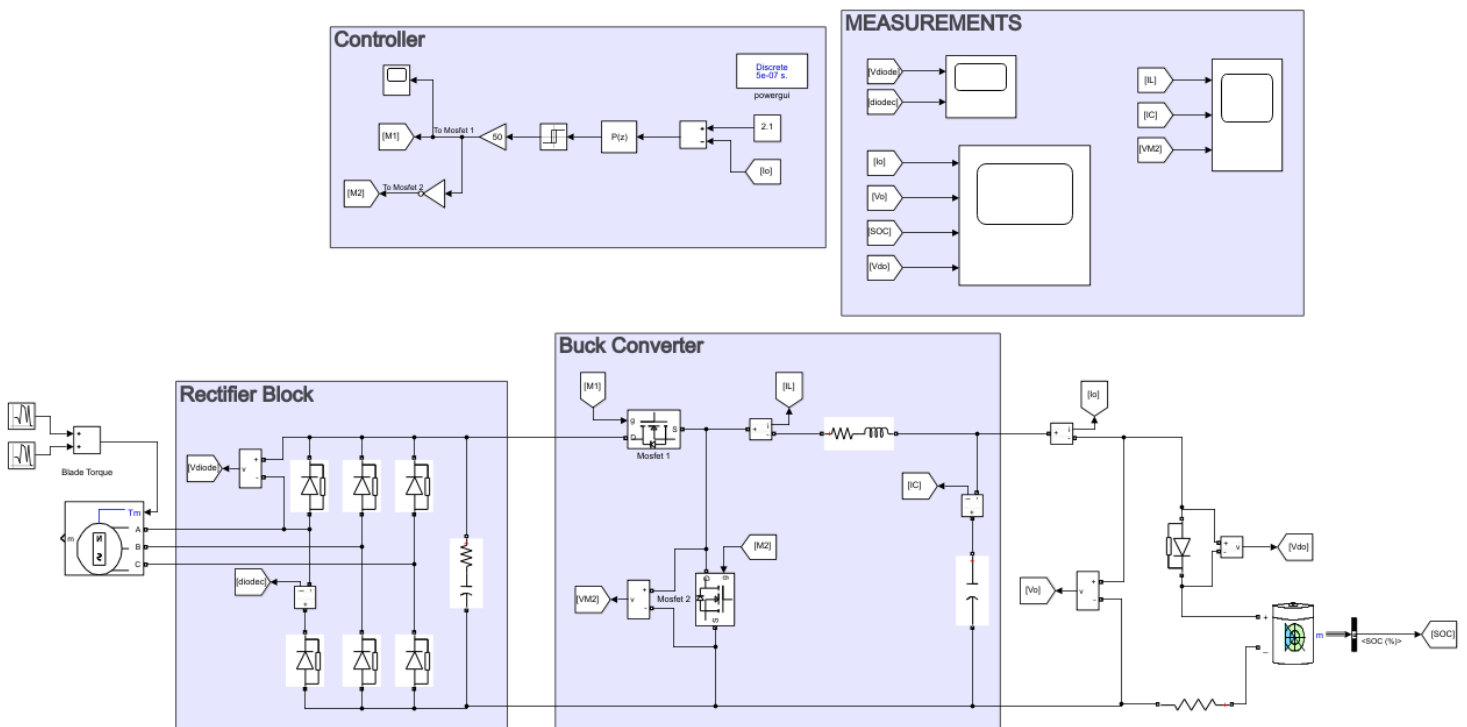 Controller
Discrete
5e-07 s.
powergui
To Mosfet 1
[M1]
50
P(z)
+
−
2.1
[Io]
[M2]
To Mosfet 2
MEASUREMENTS
[Vdiode]
[diodec]
[IL]
[IC]
[VM2]
[Io]
[Vo]
[SOC]
[Vdo]
Rectifier Block
Buck Converter
+
+
Blade Torque
[Vdiode]
v
+
-
Tm
m
N
S
A
B
C
[diodec]
i
+
[M1]
g
D
S
Mosfet 1
[IL]
+
i
-
[IC]
i
-
+
[M2]
[VM2]
v
+
-
Mosfet 2
D
g
S
[Io]
+
i
-
[Vo]
v
+
-
+
-
v
[Vdo]
+
_
m
<SOC (%)>
[SOC]